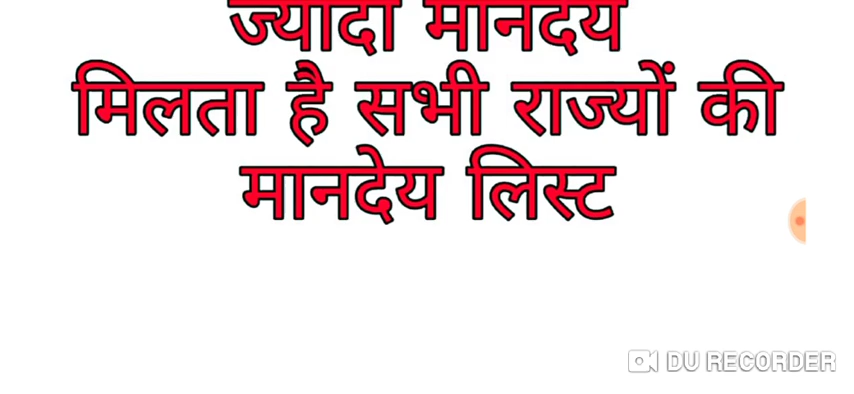 ज्यादा मानदेय
मिलता है सभी राज्यों की
मानदेय लिस्ट
DU RECORDER